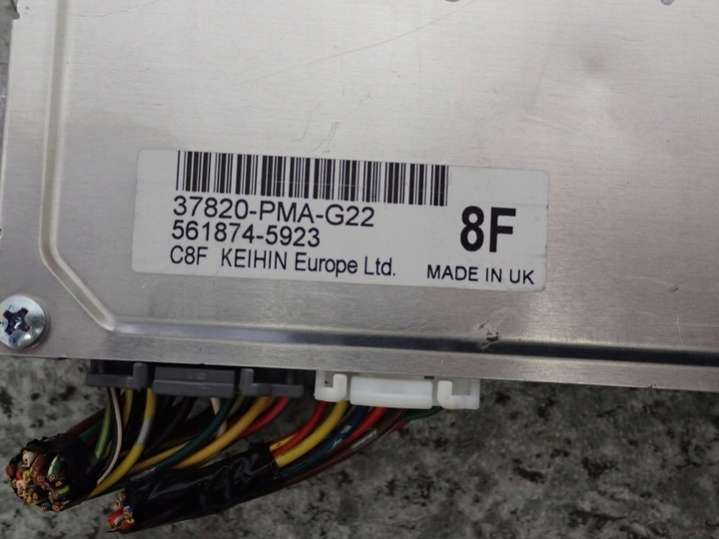 37820-PMA-G22
561874-5923
8F
C8F KEIHIN Europe Ltd.
MADE IN UK